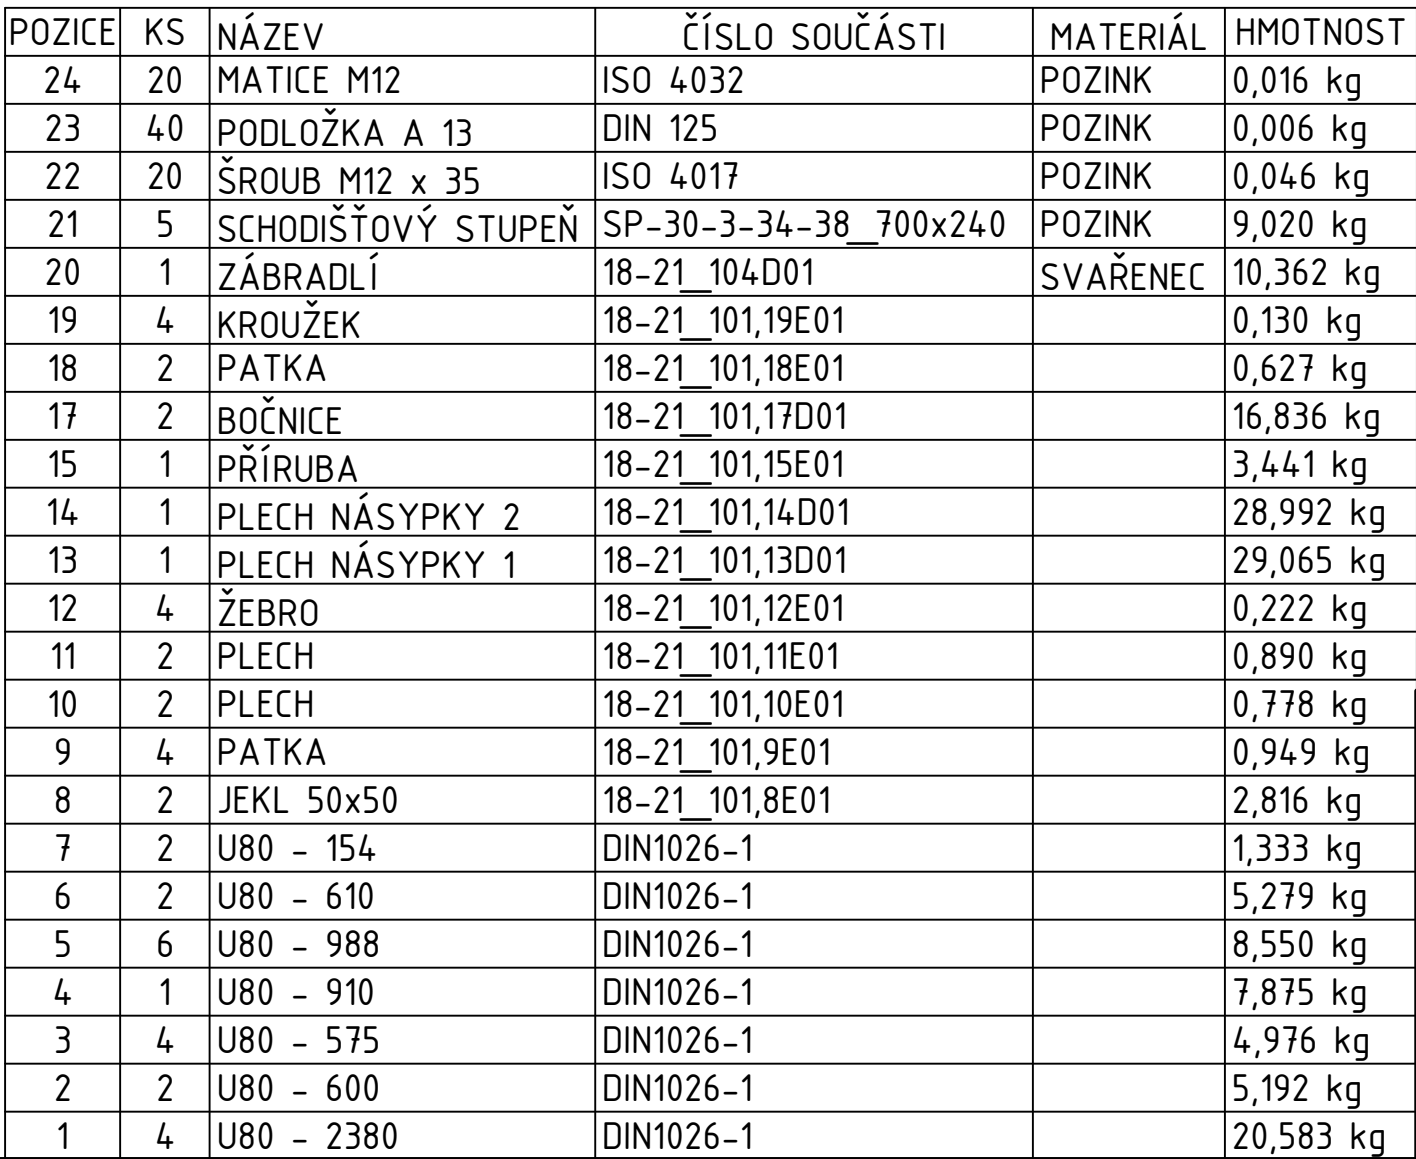 POZICE KS NÁZEV ČÍSLO SOUČÁSTI MATERIÁL HMOTNOST
24 20 MATICE M12 ISO 4032 POZINK 0,016 kg
23 40 PODLOŽKA A 13 DIN 125 POZINK 0,006 kg
22 20 ŠROUB M12 x 35 ISO 4017 POZINK 0,046 kg
21 5 SCHODIŠŤOVÝ STUPEŇ SP-30-3-34-38_700x240 POZINK 9,020 kg
20 1 ZÁBRADLÍ 18-21_104D01 SVAŘENEC 10,362 kg
19 4 KROUŽEK 18-21_101,19E01 0,130 kg
18 2 PATKA 18-21_101,18E01 0,627 kg
17 2 BOČNICE 18-21_101,17D01 16,836 kg
15 1 PŘÍRUBA 18-21_101,15E01 3,441 kg
14 1 PLECH NÁSYPKY 2 18-21_101,14D01 28,992 kg
13 1 PLECH NÁSYPKY 1 18-21_101,13D01 29,065 kg
12 4 ŽEBRO 18-21_101,12E01 0,222 kg
11 2 PLECH 18-21_101,11E01 0,890 kg
10 2 PLECH 18-21_101,10E01 0,778 kg
9 4 PATKA 18-21_101,9E01 0,949 kg
8 2 JEKL 50x50 18-21_101,8E01 2,816 kg
7 2 U80 - 154 DIN1026-1 1,333 kg
6 2 U80 - 610 DIN1026-1 5,279 kg
5 6 U80 - 988 DIN1026-1 8,550 kg
4 1 U80 - 910 DIN1026-1 7,875 kg
3 4 U80 - 575 DIN1026-1 4,976 kg
2 2 U80 - 600 DIN1026-1 5,192 kg
1 4 U80 - 2380 DIN1026-1 20,583 kg